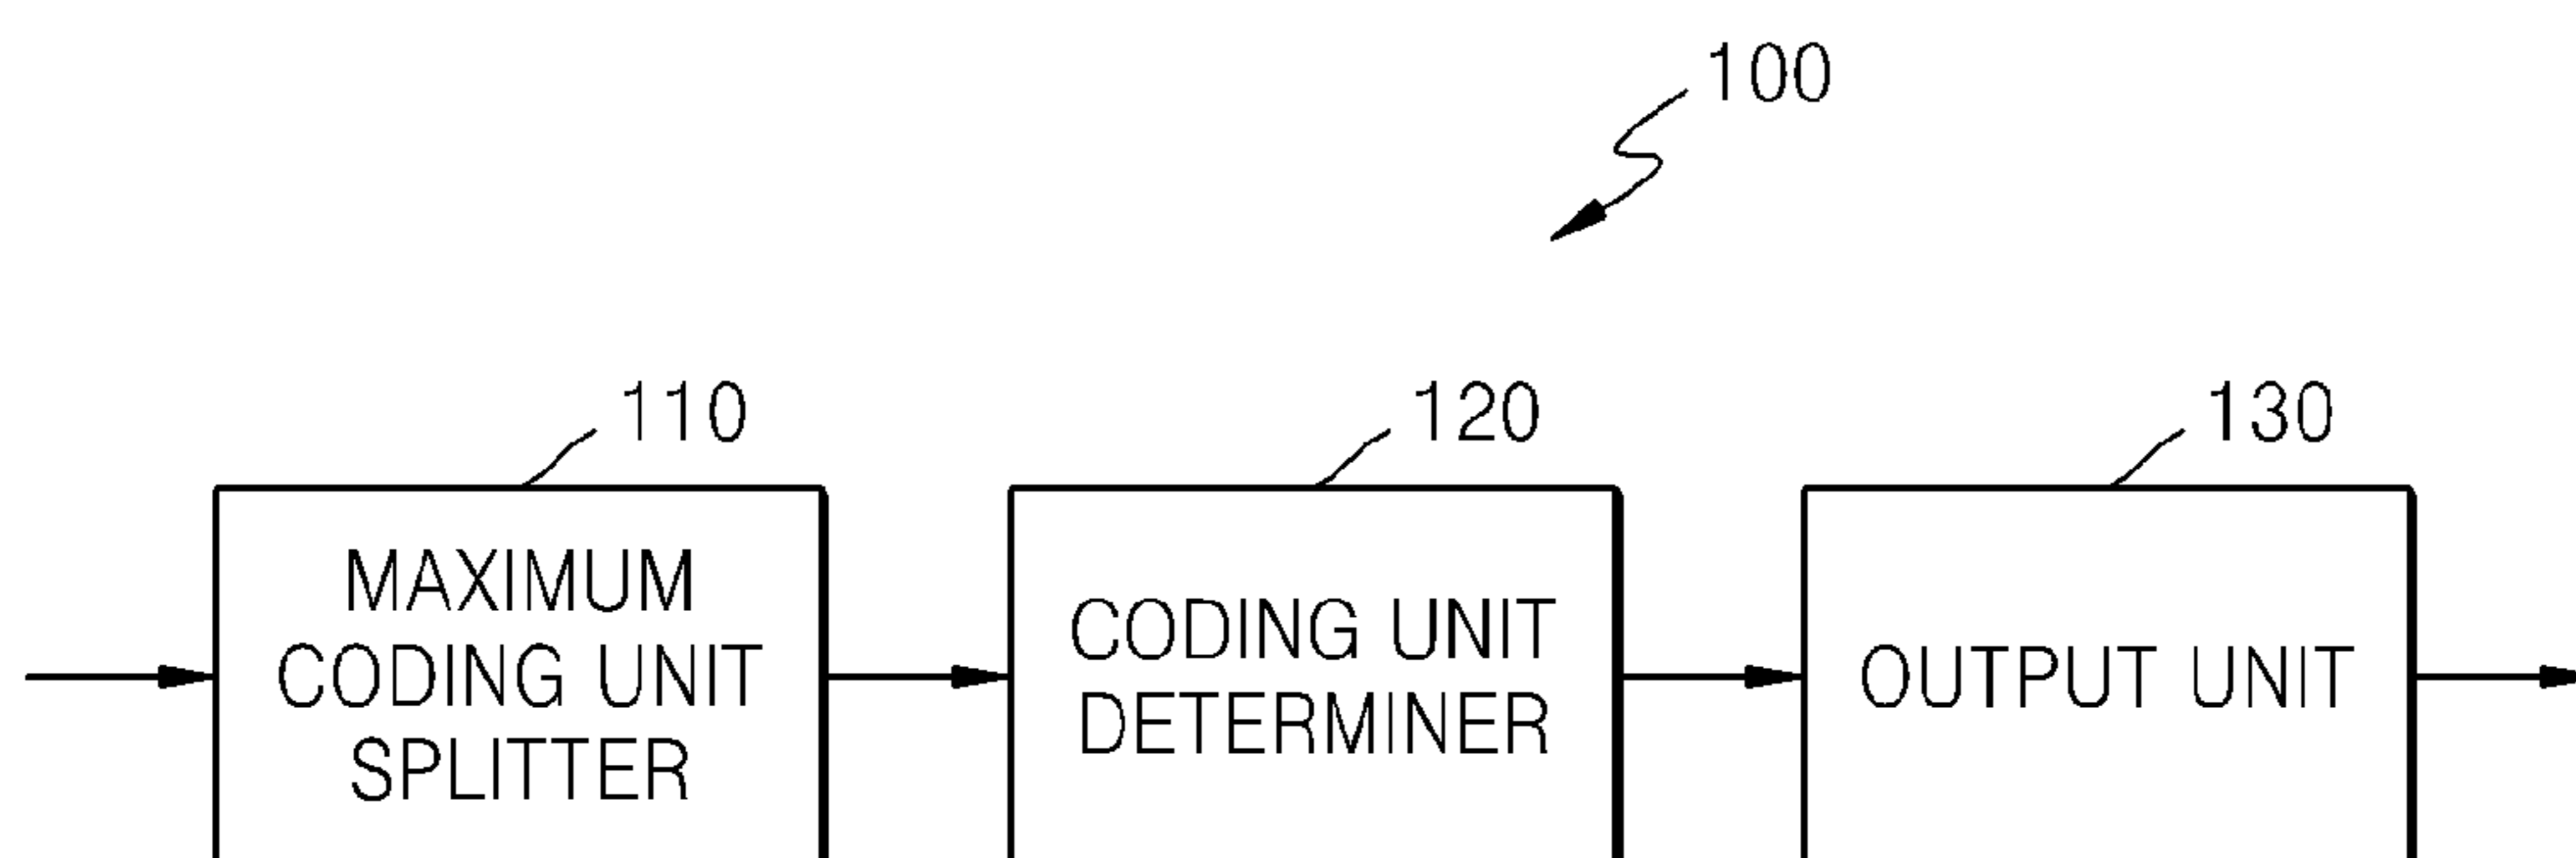 100
110
120
130
MAXIMUM
CODING UNIT
SPLITTER
CODING UNIT
DETERMINER
OUTPUT UNIT